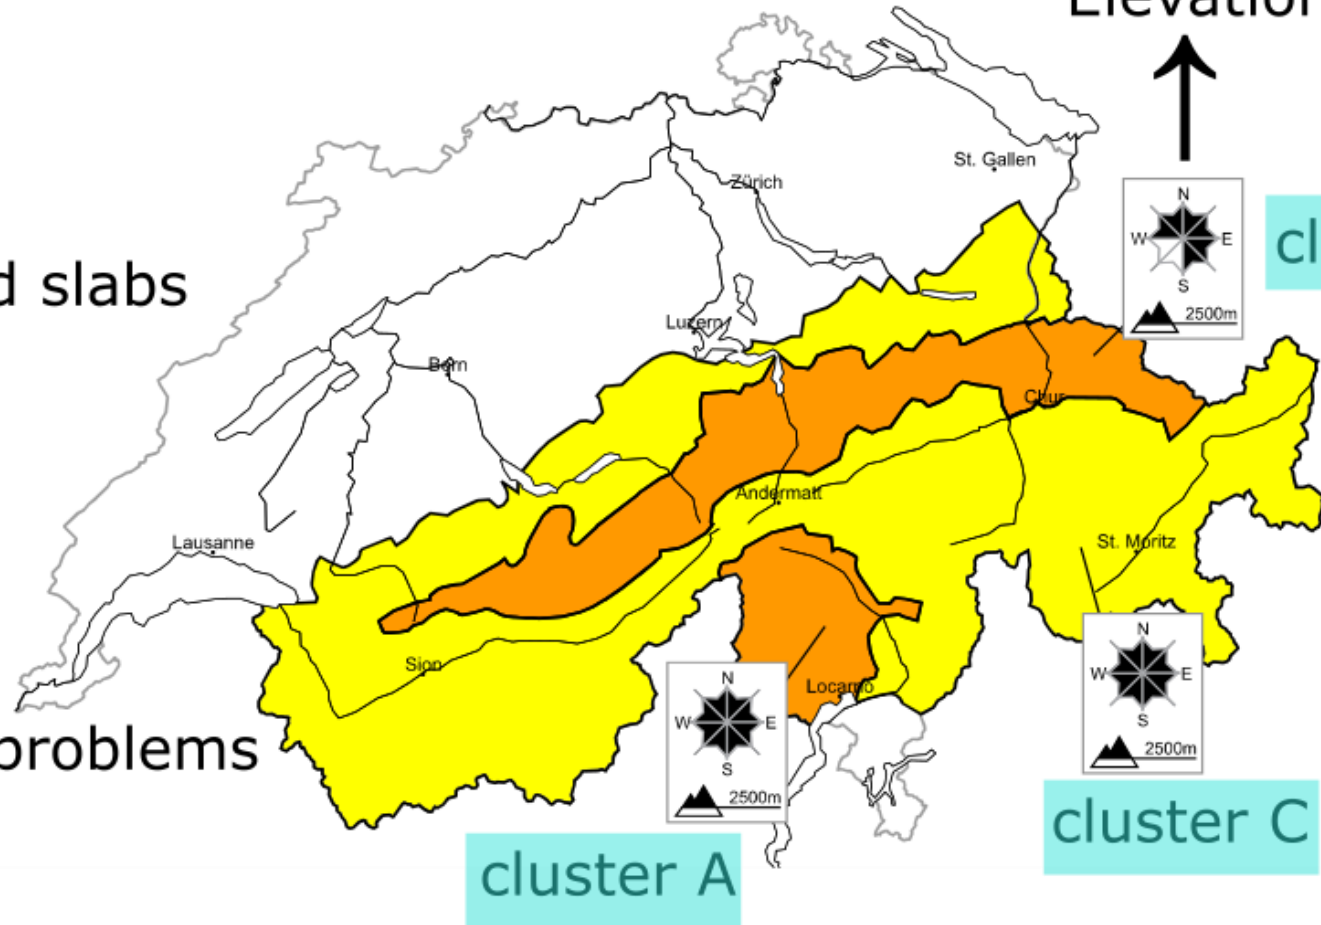 Elevation
St. Gallen
Zürich
N
W E
S
2500m
cl
d slabs
Luzern
Bern
Chur
Andermatt
Lausanne
St. Moritz
Sion
Locarno
N
W E
S
2500m
N
W E
S
2500m
problems
cluster C
cluster A